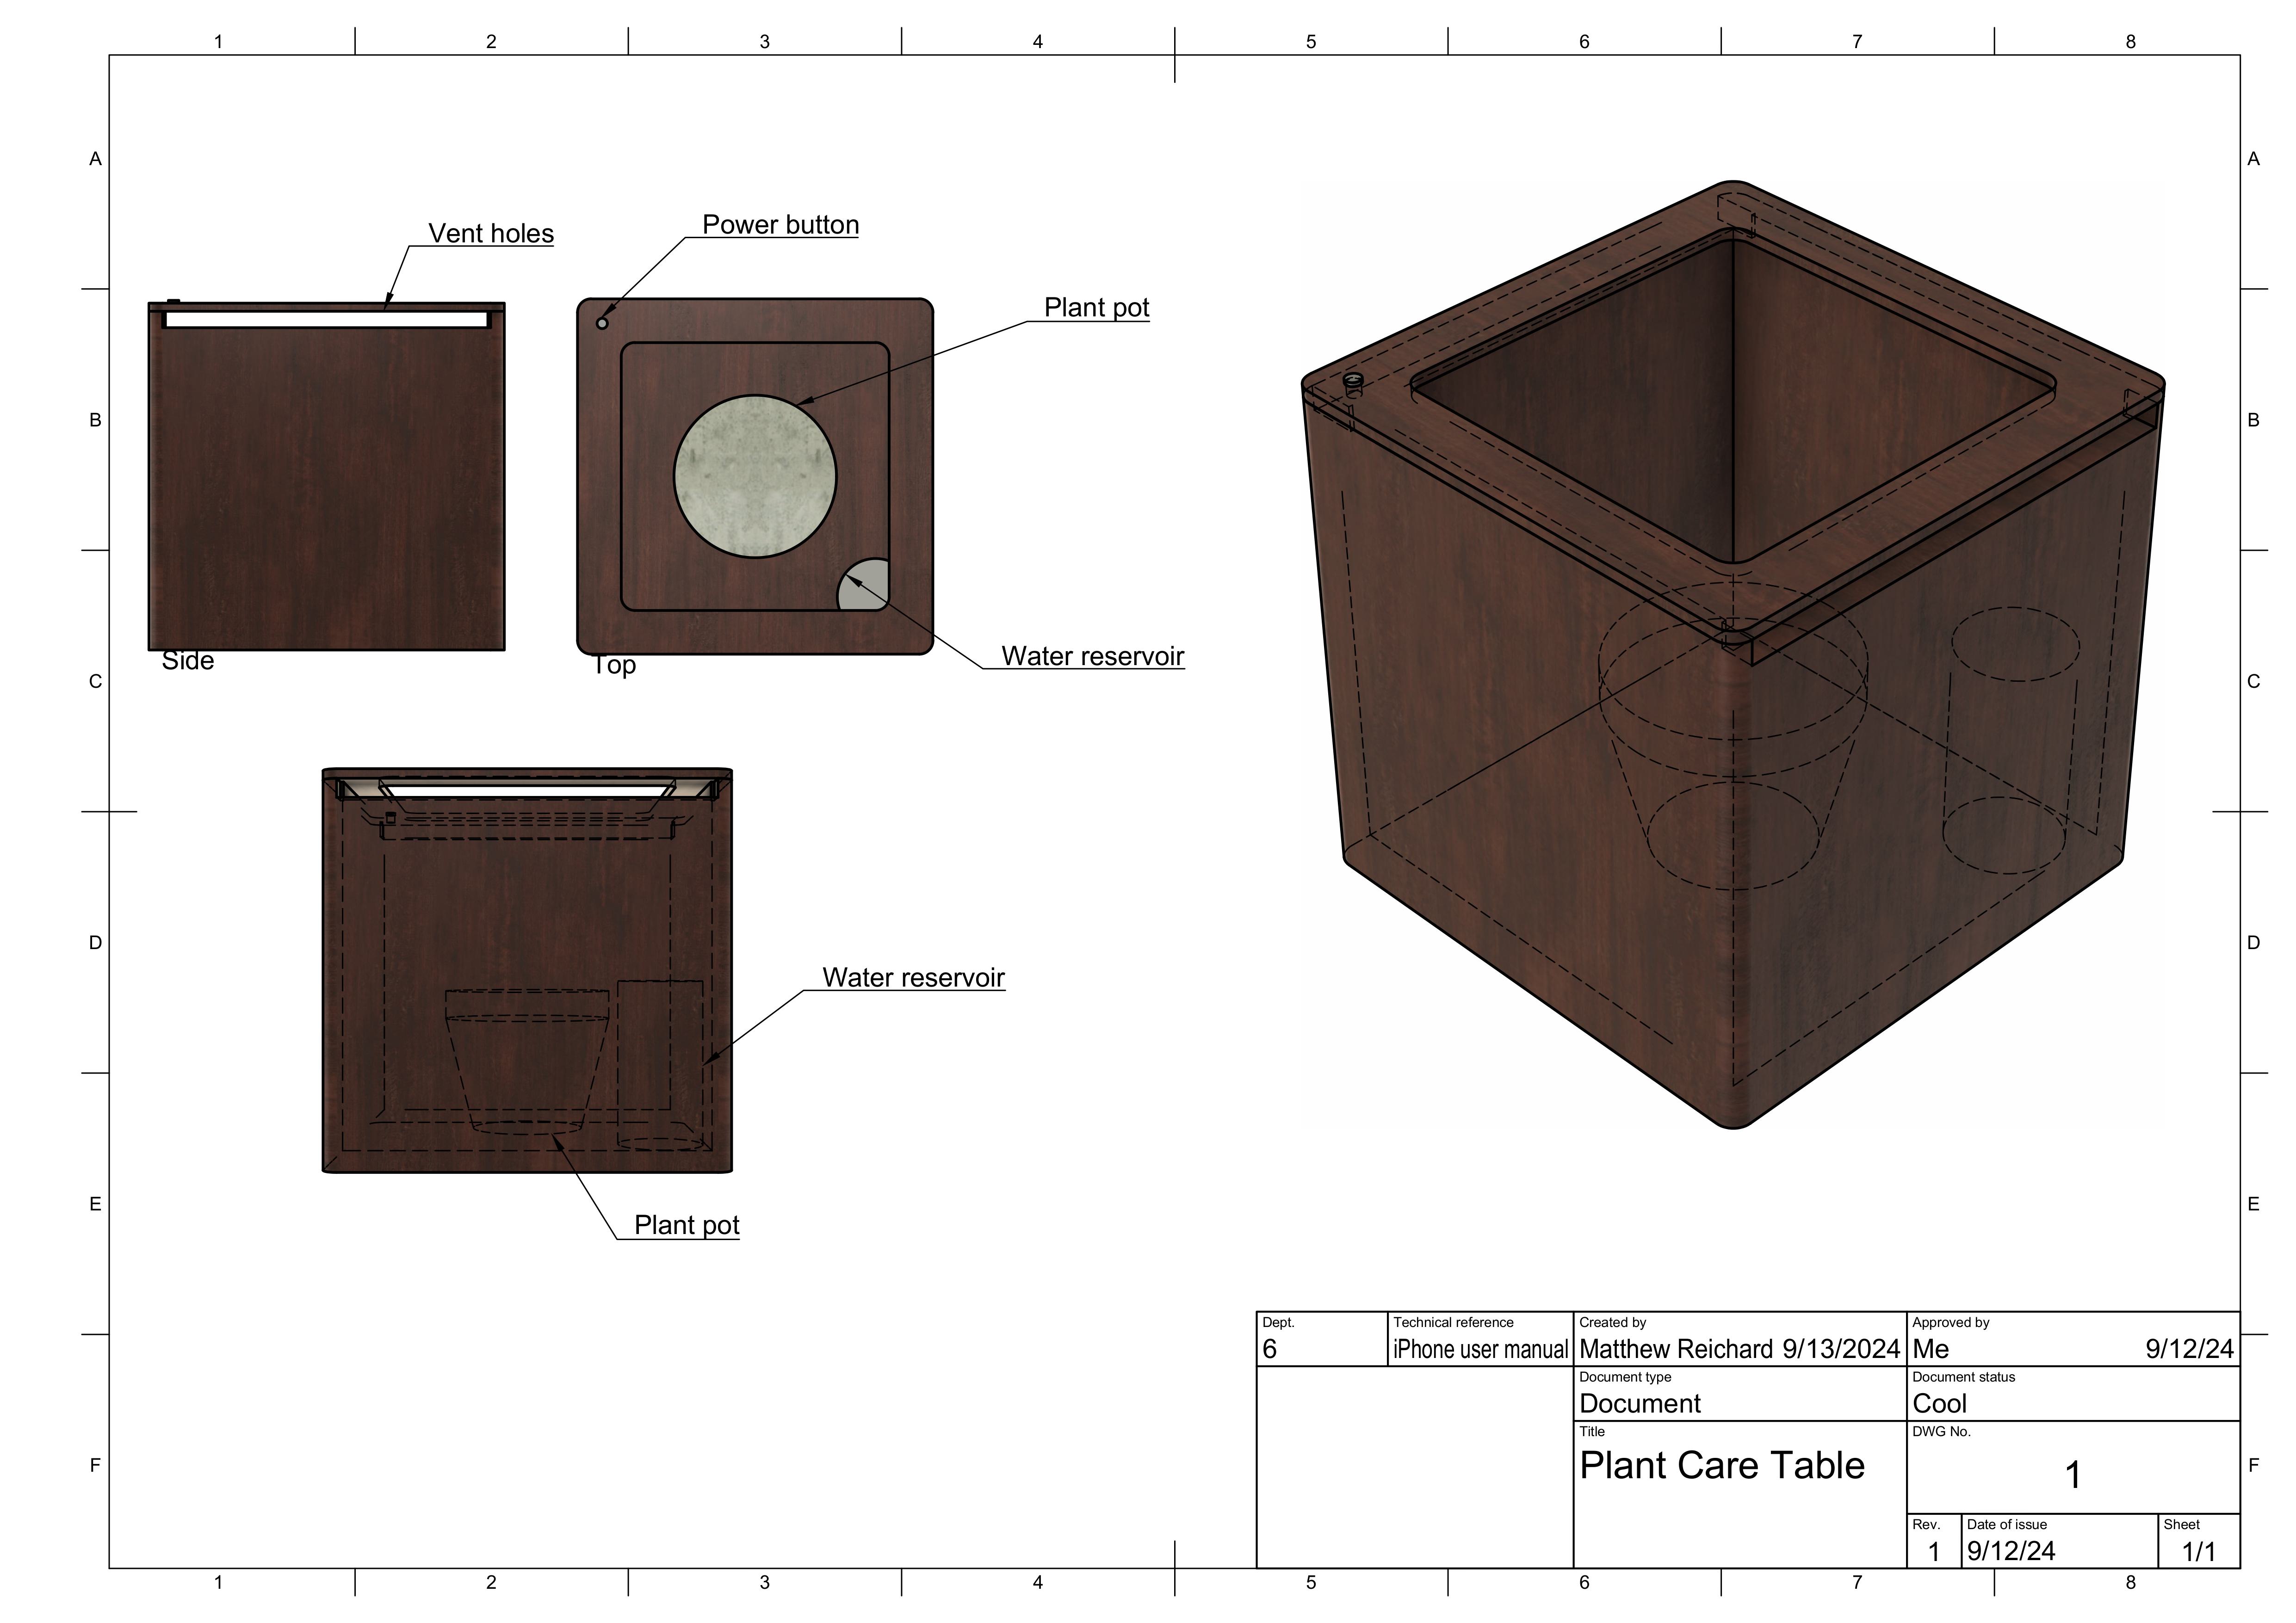 1 2 3 4 5 6 7 8
A A
Vent holes
Power button
Plant pot
B B
Side
Top
Water reservoir
C C
Water reservoir
D D
Plant pot
E E
Dept.
6
Technical reference
iPhone user manual
Created by
Matthew Reichard 9/13/2024
Approved by
Me 9/12/24
Document type
Document
Document status
Cool
Title
Plant Care Table
DWG No.
1
F F
Rev.
1
Date of issue
9/12/24
Sheet
1/1
1 2 3 4 5 6 7 8